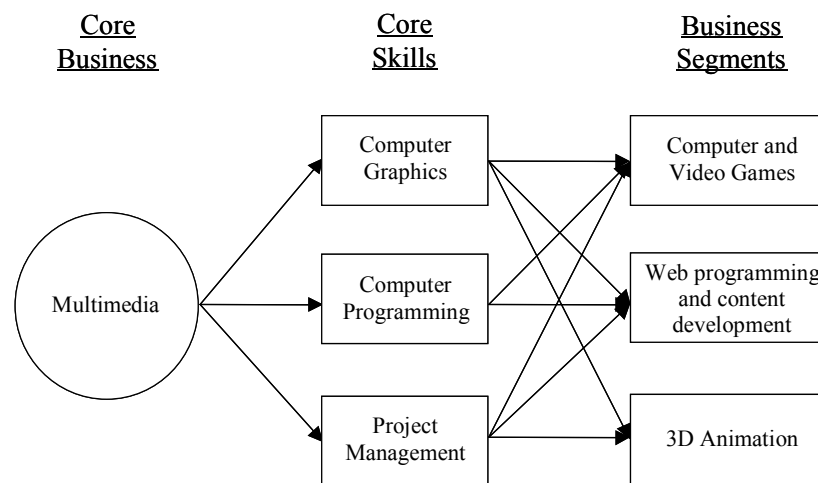 Core
Business
Core
Skills
Business
Segments
Multimedia
Computer
Graphics
Computer
Programming
Project
Management
Computer and
Video Games
Web programming
and content
development
3D Animation